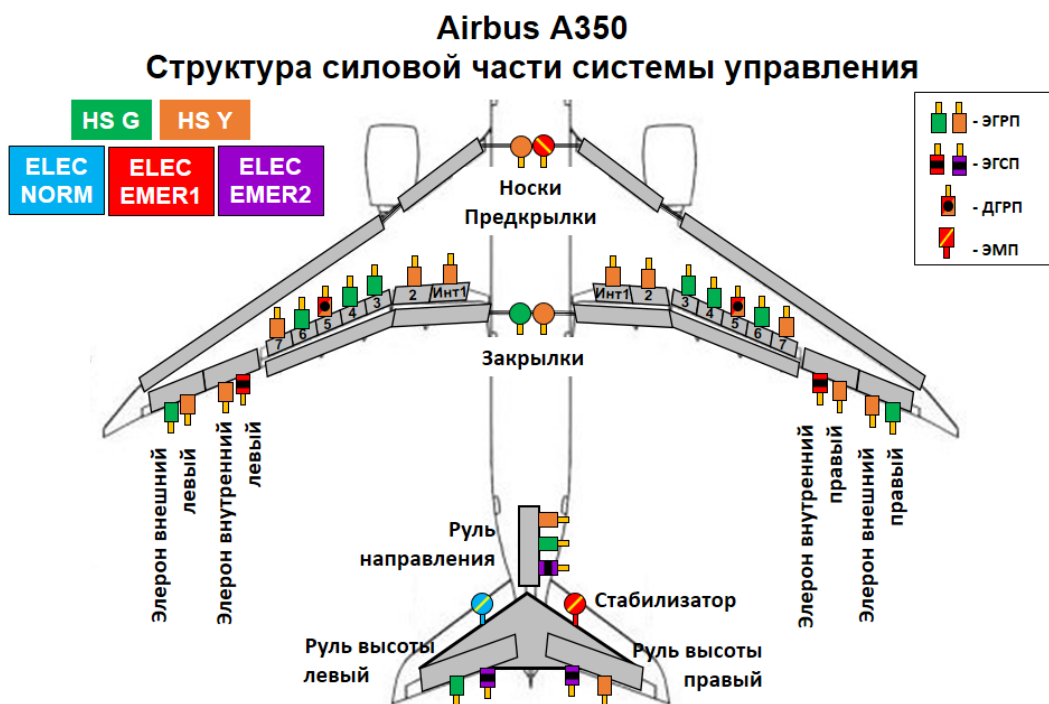 Airbus A350
Структура силовой части системы управления
HS G
HS Y
ELEC
NORM
ELEC
EMER1
ELEC
EMER2
- ЭГРП
- ЭГСП
- ДГРП
- ЭМП
Носки
Предкрылки
7
6
5
4
3
2
Инт1
Инт1
2
3
4
5
6
7
Закрылки
Элерон внешний
левый
Элерон внутренний
левый
Элерон внутренний
правый
Элерон внешний
правый
Руль
направления
Стабилизатор
Руль высоты
левый
Руль высоты
правый